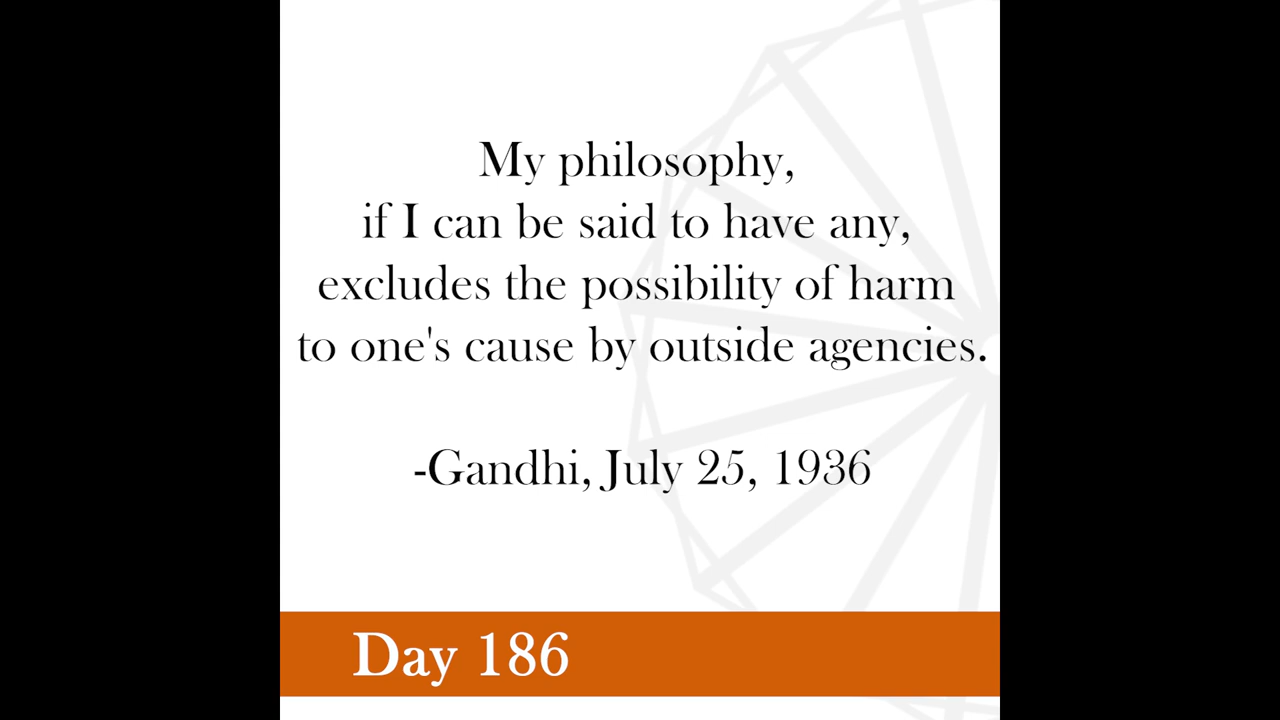 My philosophy,
if I can be said to have any,
excludes the possibility of harm
to one's cause by outside agencies.
-Gandhi, July 25, 1936
Day 186